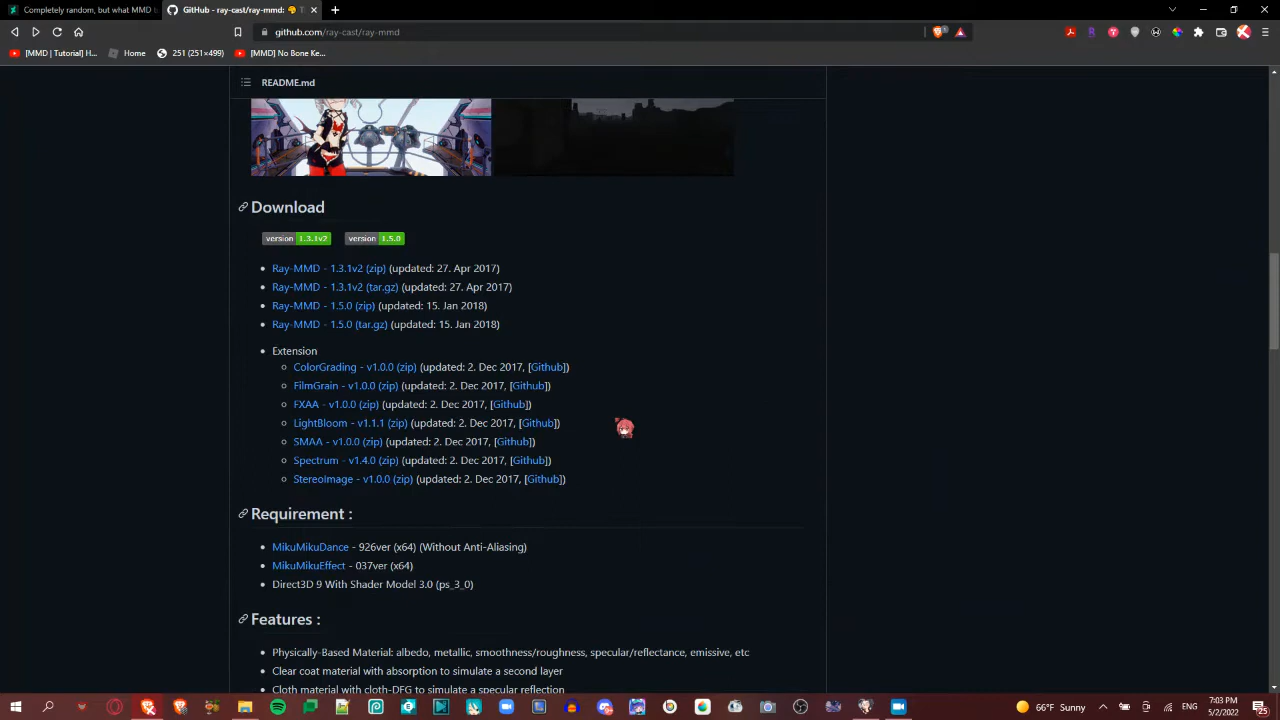 Completely random, but what MMD t
GitHub - ray-cast/ray-mmd:
github.com/ray-cast/ray-mmd
[MMD | Tutorial] H...
Home
251 (251×499)
[MMD] No Bone Ke...
README.md
Download
version 1.3.1v2
version 1.5.0
Ray-MMD - 1.3.1v2 (zip) (updated: 27. Apr 2017)
Ray-MMD - 1.3.1v2 (tar.gz) (updated: 27. Apr 2017)
Ray-MMD - 1.5.0 (zip) (updated: 15. Jan 2018)
Ray-MMD - 1.5.0 (tar.gz) (updated: 15. Jan 2018)
Extension
ColorGrading - v1.0.0 (zip) (updated: 2. Dec 2017, [Github])
FilmGrain - v1.0.0 (zip) (updated: 2. Dec 2017, [Github])
FXAA - v1.0.0 (zip) (updated: 2. Dec 2017, [Github])
LightBloom - v1.1.1 (zip) (updated: 2. Dec 2017, [Github])
SMAA - v1.0.0 (zip) (updated: 2. Dec 2017, [Github])
Spectrum - v1.4.0 (zip) (updated: 2. Dec 2017, [Github])
StereoImage - v1.0.0 (zip) (updated: 2. Dec 2017, [Github])
Requirement :
MikuMikuDance - 926ver (x64) (Without Anti-Aliasing)
MikuMikuEffect - 037ver (x64)
Direct3D 9 With Shader Model 3.0 (ps_3_0)
Features :
Physically-Based Material: albedo, metallic, smoothness/roughness, specular/reflectance, emissive, etc
Clear coat material with absorption to simulate a second layer
Cloth material with cloth-DFG to simulate a specular reflection
66°F Sunny
ENG
7:03 PM
5/2/2022